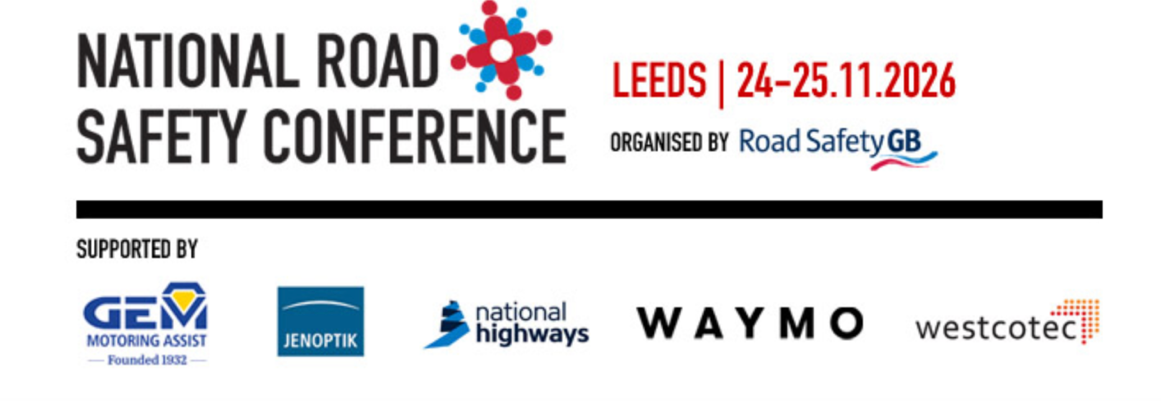 NATIONAL ROAD
SAFETY CONFERENCE
LEEDS | 24-25.11.2026
ORGANISED BY Road Safety GB
SUPPORTED BY
GEM
MOTORING ASSIST
Founded 1932
JENOPTIK
national
highways
WAYMO
westcotec